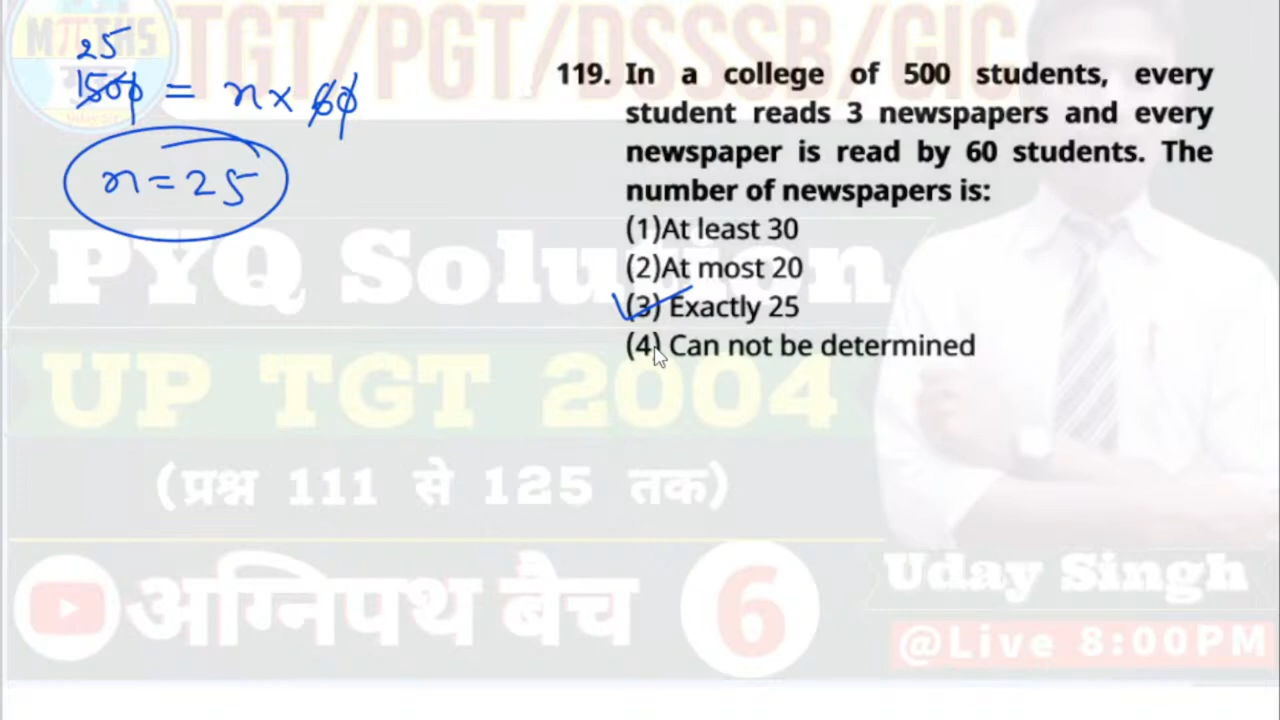 MπTHS
TGT/PGT/DSSSB/GIC
25
1500 = n × 60
n = 25
119. In a college of 500 students, every
student reads 3 newspapers and every
newspaper is read by 60 students. The
number of newspapers is:
(1)At least 30
(2)At most 20
(3) Exactly 25
(4) Can not be determined
PYQ Solution
UP TGT 2004
(प्रश्न 111 से 125 तक)
अग्निपथ बैच 6
Uday Singh
@Live 8:00PM